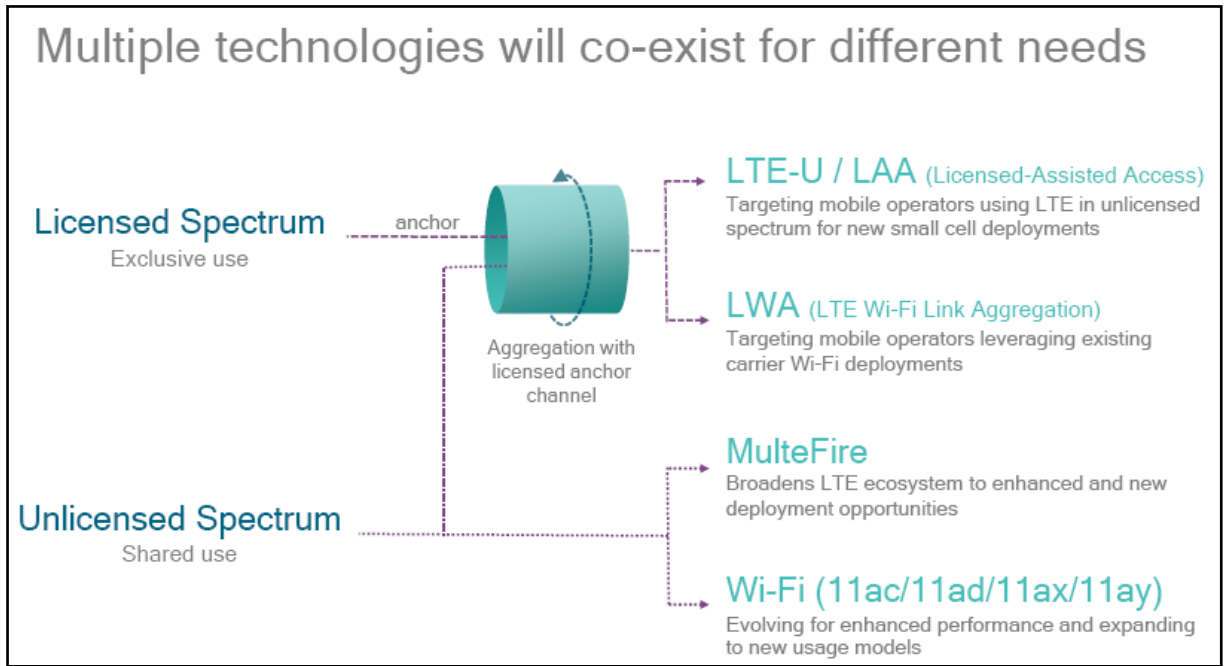 Multiple technologies will co-exist for different needs
Licensed Spectrum
Exclusive use
anchor
Aggregation with
licensed anchor
channel
LTE-U / LAA (Licensed-Assisted Access)
Targeting mobile operators using LTE in unlicensed
spectrum for new small cell deployments
LWA (LTE Wi-Fi Link Aggregation)
Targeting mobile operators leveraging existing
carrier Wi-Fi deployments
Unlicensed Spectrum
Shared use
MulteFire
Broadens LTE ecosystem to enhanced and new
deployment opportunities
Wi-Fi (11ac/11ad/11ax/11ay)
Evolving for enhanced performance and expanding
to new usage models